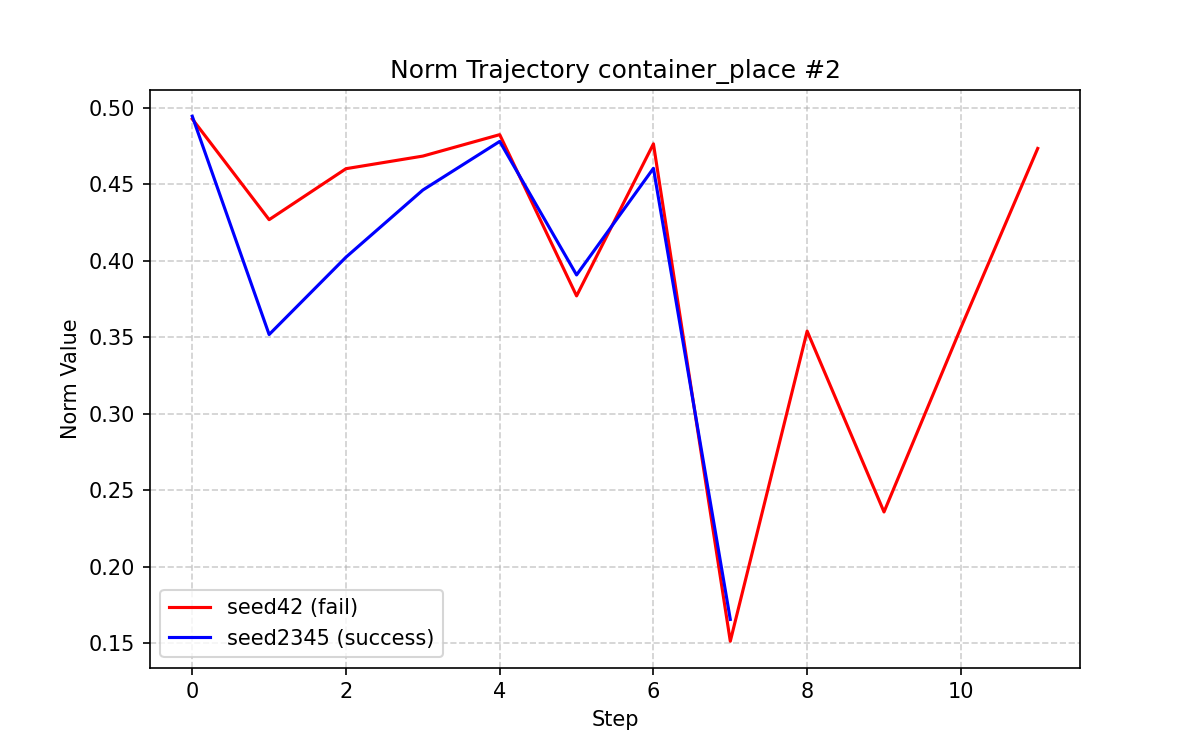 Norm Trajectory container_place #2
0.50
0.45
0.40
0.35
0.30
0.25
0.20
0.15
Norm Value
seed42 (fail)
seed2345 (success)
0 2 4 6 8 10
Step